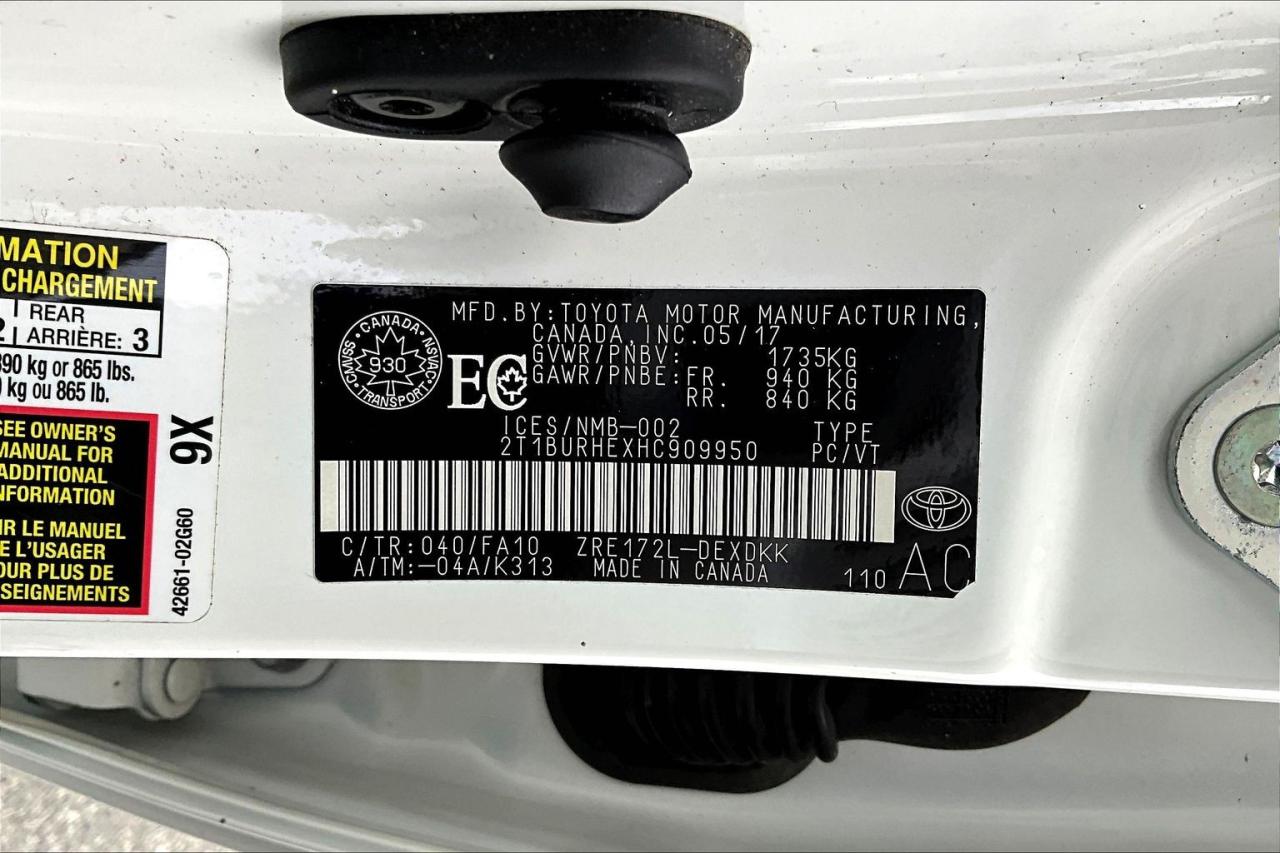 MATION
CHARGEMENT
2 REAR
ARRIÈRE: 3
390 kg or 865 lbs.
kg ou 865 lb.
SEE OWNER'S
MANUAL FOR
ADDITIONAL
NFORMATION
IR LE MANUEL
E L'USAGER
OUR PLUS DE
SEIGNEMENTS
9X
42661-02G60
CANADA
CMVSS NSVAC
930
TRANSPORT
EC
MFD.BY:TOYOTA MOTOR MANUFACTURING,
CANADA,INC.05/17
GVWR/PNBV: 1735KG
GAWR/PNBE:FR. 940 KG
RR. 840 KG
ICES/NMB-002 TYPE
2T1BURHEXHC909950 PC/VT
C/TR:040/FA10 ZRE172L-DEXDKK
A/TM:-04A/K313 MADE IN CANADA 110 AC